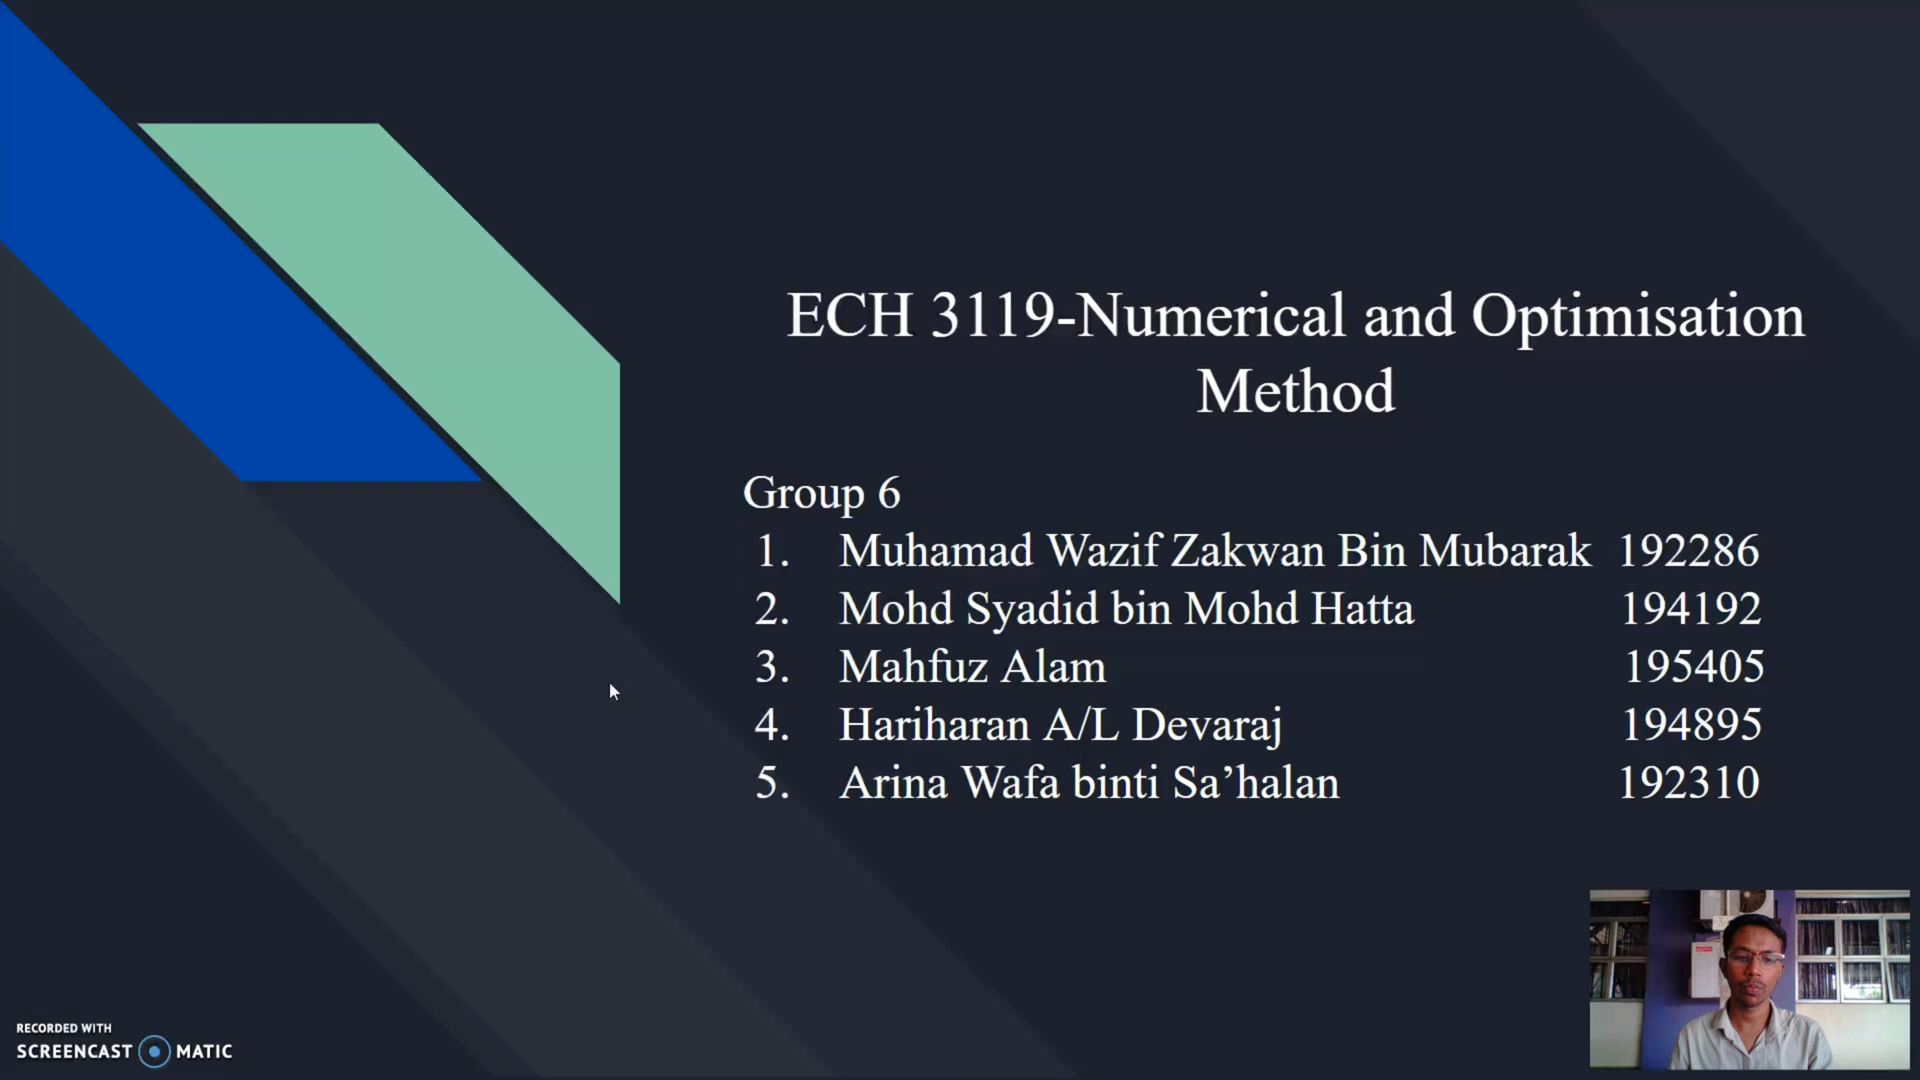 ECH 3119-Numerical and Optimisation
Method
Group 6
1. Muhamad Wazif Zakwan Bin Mubarak 192286
2. Mohd Syadid bin Mohd Hatta 194192
3. Mahfuz Alam 195405
4. Hariharan A/L Devaraj 194895
5. Arina Wafa binti Sa’halan 192310
RECORDED WITH
SCREENCAST MATIC